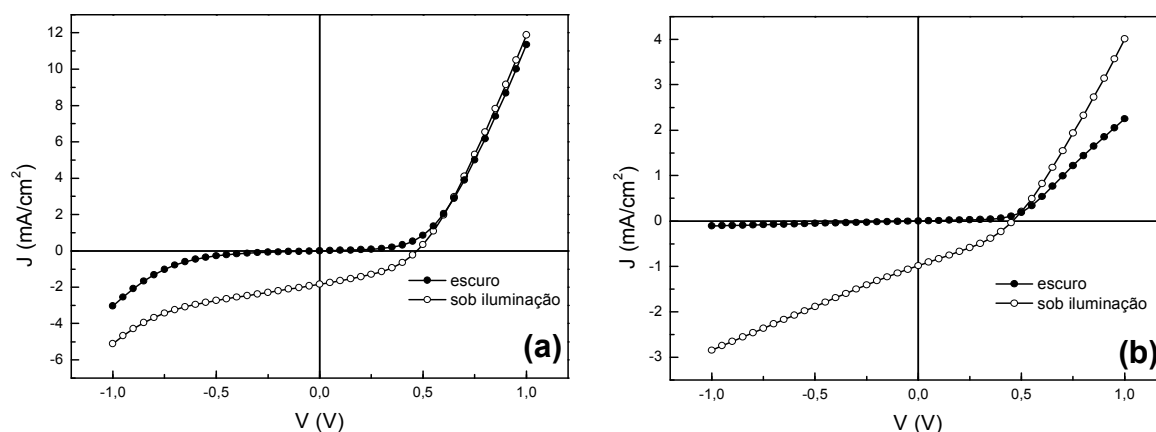 12
10
8
6
4
2
0
-2
-4
-6
J (mA/cm²)
-1,0 -0,5 0,0 0,5 1,0
V (V)
escuro
sob iluminação
(a)
4
3
2
1
0
-1
-2
-3
J (mA/cm²)
-1,0 -0,5 0,0 0,5 1,0
V (V)
escuro
sob iluminação
(b)